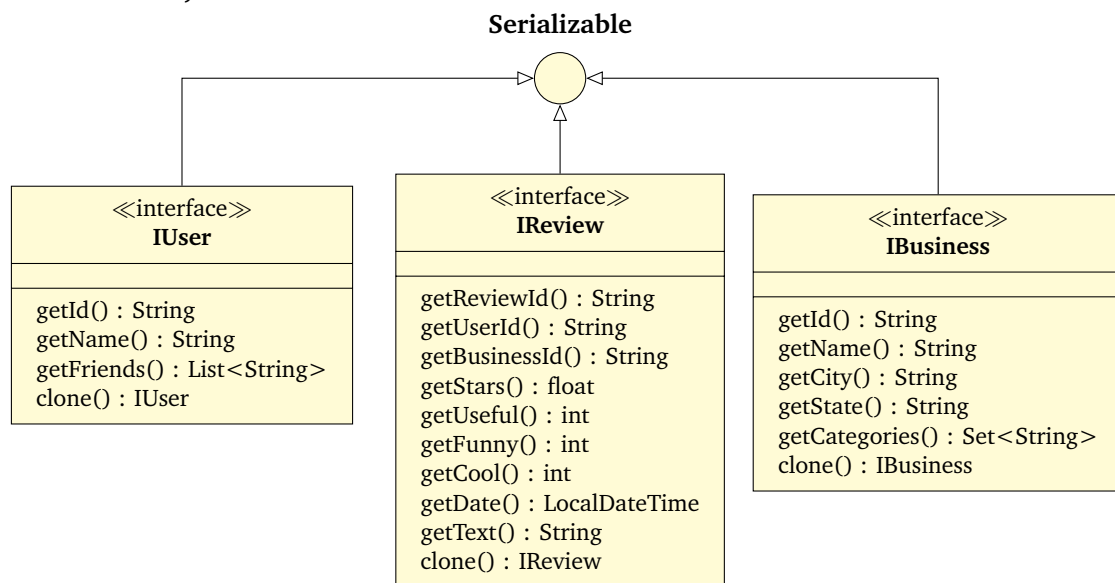 Serializable
≪interface≫
IUser
getId() : String
getName() : String
getFriends() : List<String>
clone() : IUser
≪interface≫
IReview
getReviewId() : String
getUserId() : String
getBusinessId() : String
getStars() : float
getUseful() : int
getFunny() : int
getCool() : int
getDate() : LocalDateTime
getText() : String
clone() : IReview
≪interface≫
IBusiness
getId() : String
getName() : String
getCity() : String
getState() : String
getCategories() : Set<String>
clone() : IBusiness